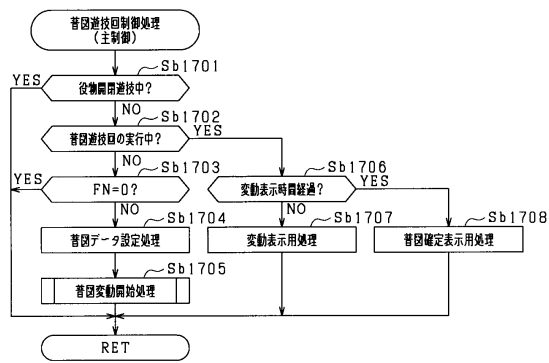 普図遊技回制御処理
(主制御)
Sb1701
YES
役物開閉遊技中?
NO
Sb1702
普図遊技回の実行中?
YES
NO
Sb1703
YES
FN=0?
NO
Sb1706
変動表示時間経過?
YES
NO
Sb1704
普図データ設定処理
Sb1707
変動表示用処理
Sb1708
普図確定表示用処理
Sb1705
普図変動開始処理
RET